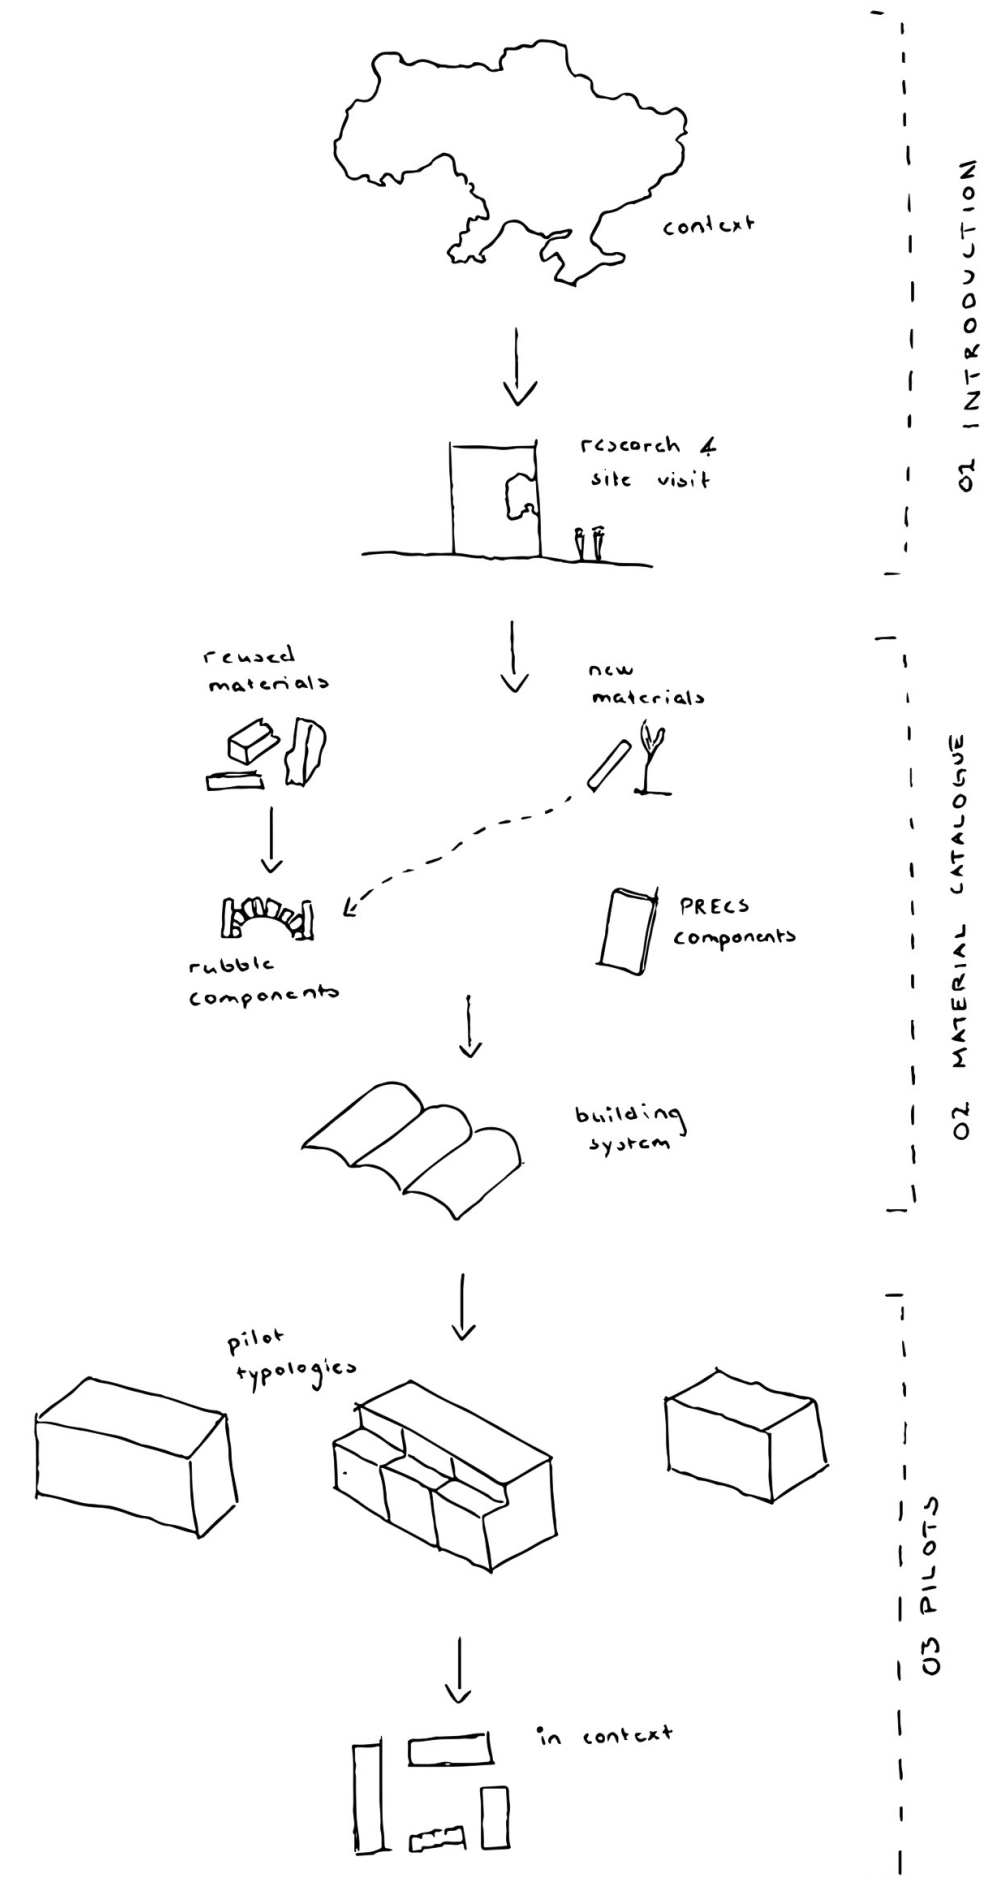 context
01 INTRODUCTION
research &
site visit
reused
materials
new
materials
02 MATERIAL CATALOGUE
PRECS
components
rubble
components
building
system
pilot
typologies
03 PILOTS
in context